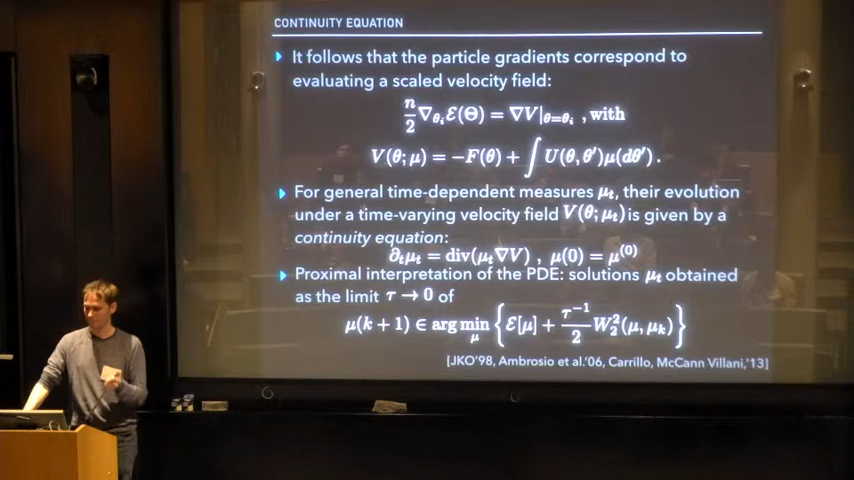 CONTINUITY EQUATION
It follows that the particle gradients correspond to
evaluating a scaled velocity field:
n/2 ∇_{θ_i} ℰ(Θ) = ∇V|_{θ=θ_i} , with
V(θ; μ) = −F(θ) + ∫ U(θ, θ′)μ(dθ′) .
For general time-dependent measures μ_t, their evolution
under a time-varying velocity field V(θ; μ_t) is given by a
continuity equation:
∂_t μ_t = div(μ_t ∇V) , μ(0) = μ^{(0)}
Proximal interpretation of the PDE: solutions μ_t obtained
as the limit τ → 0 of
μ(k + 1) ∈ arg min_μ { ℰ[μ] + τ^{−1}/2 W_2^2(μ, μ_k) }
[JKO'98, Ambrosio et al.'06, Carrillo, McCann Villani,'13]